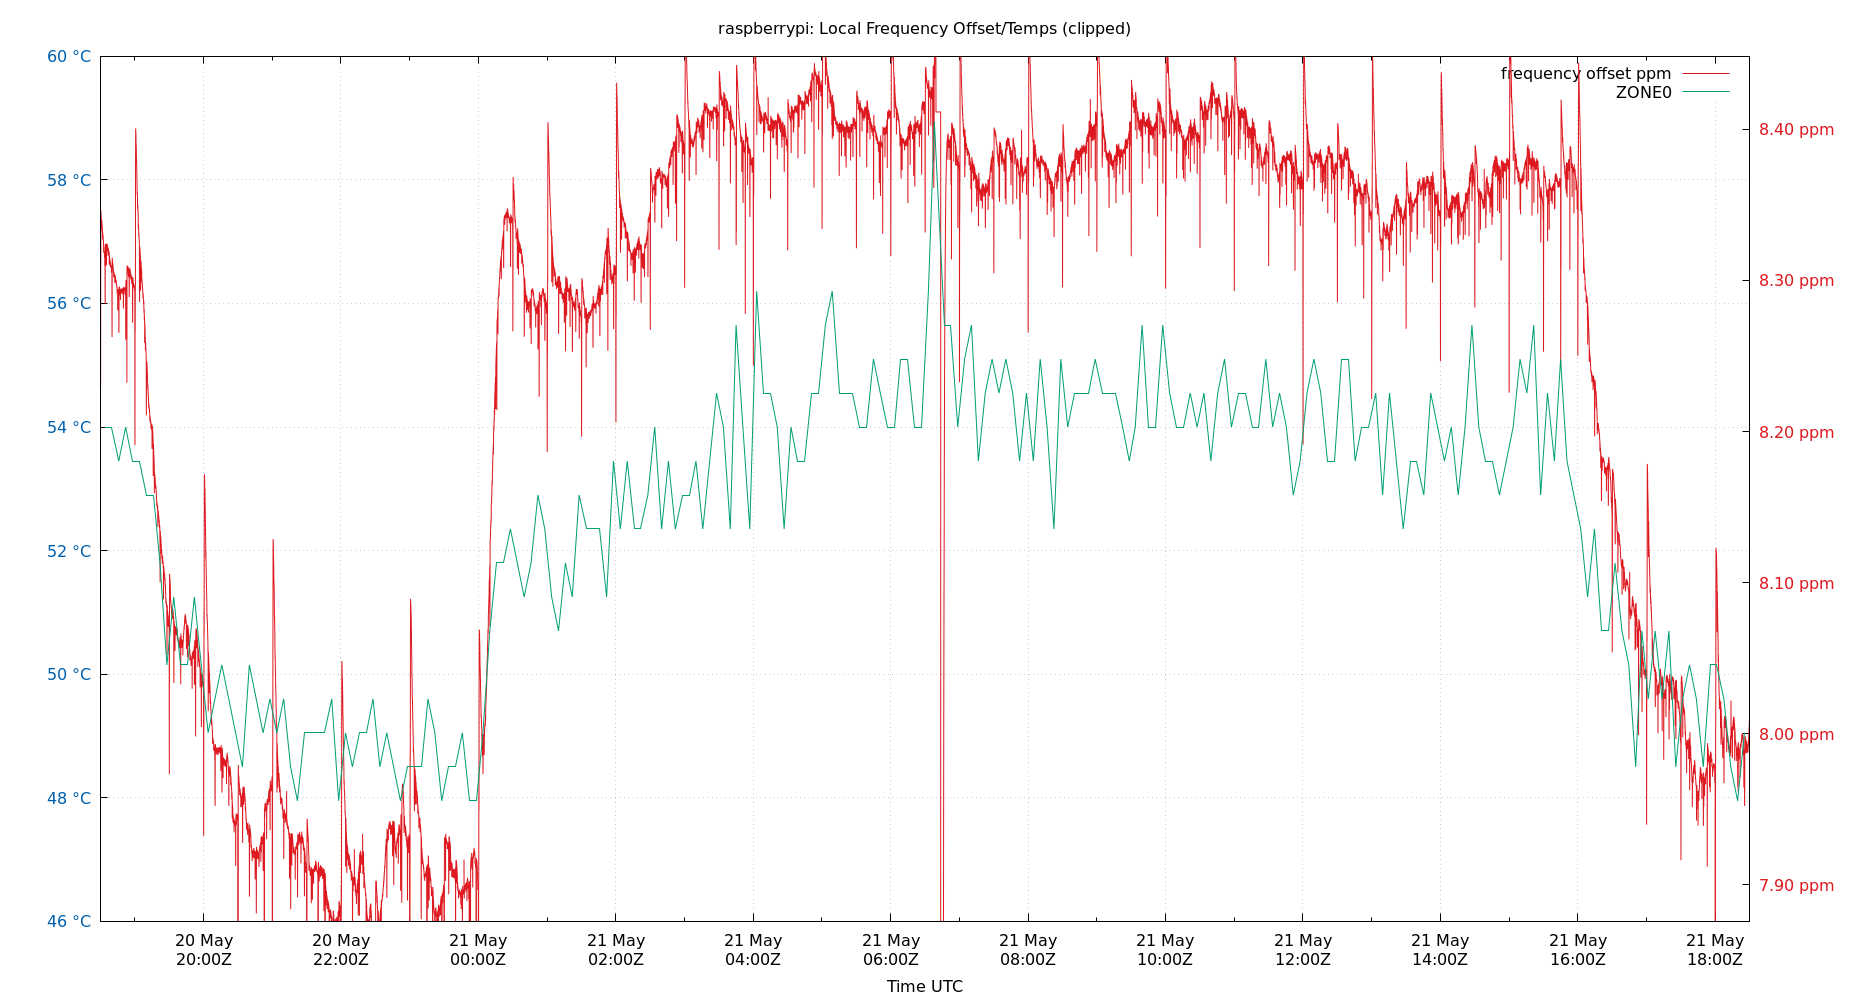 raspberrypi: Local Frequency Offset/Temps (clipped)
60 °C
58 °C
56 °C
54 °C
52 °C
50 °C
48 °C
46 °C
frequency offset ppm
ZONE0
8.40 ppm
8.30 ppm
8.20 ppm
8.10 ppm
8.00 ppm
7.90 ppm
20 May
20:00Z
20 May
22:00Z
21 May
00:00Z
21 May
02:00Z
21 May
04:00Z
21 May
06:00Z
21 May
08:00Z
21 May
10:00Z
21 May
12:00Z
21 May
14:00Z
21 May
16:00Z
21 May
18:00Z
Time UTC